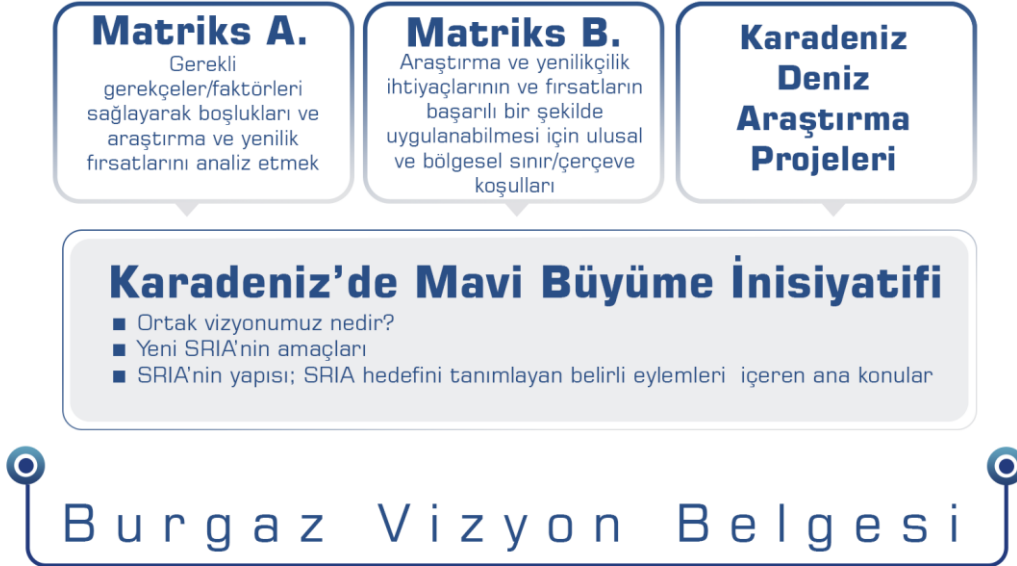 Matriks A.
Gerekli
gerekçeler/faktörleri
sağlayarak boşlukları ve
araştırma ve yenilik
fırsatlarını analiz etmek
Matriks B.
Araştırma ve yenilikçilik
ihtiyaçlarının ve fırsatların
başarılı bir şekilde
uygulanabilmesi için ulusal
ve bölgesel sınır/çerçeve
koşulları
Karadeniz
Deniz
Araştırma
Projeleri
Karadeniz’de Mavi Büyüme İnisiyatifi
■ Ortak vizyonumuz nedir?
■ Yeni SRIA’nin amaçları
■ SRIA’nin yapısı; SRIA hedefini tanımlayan belirli eylemleri içeren ana konular
Burgaz Vizyon Belgesi